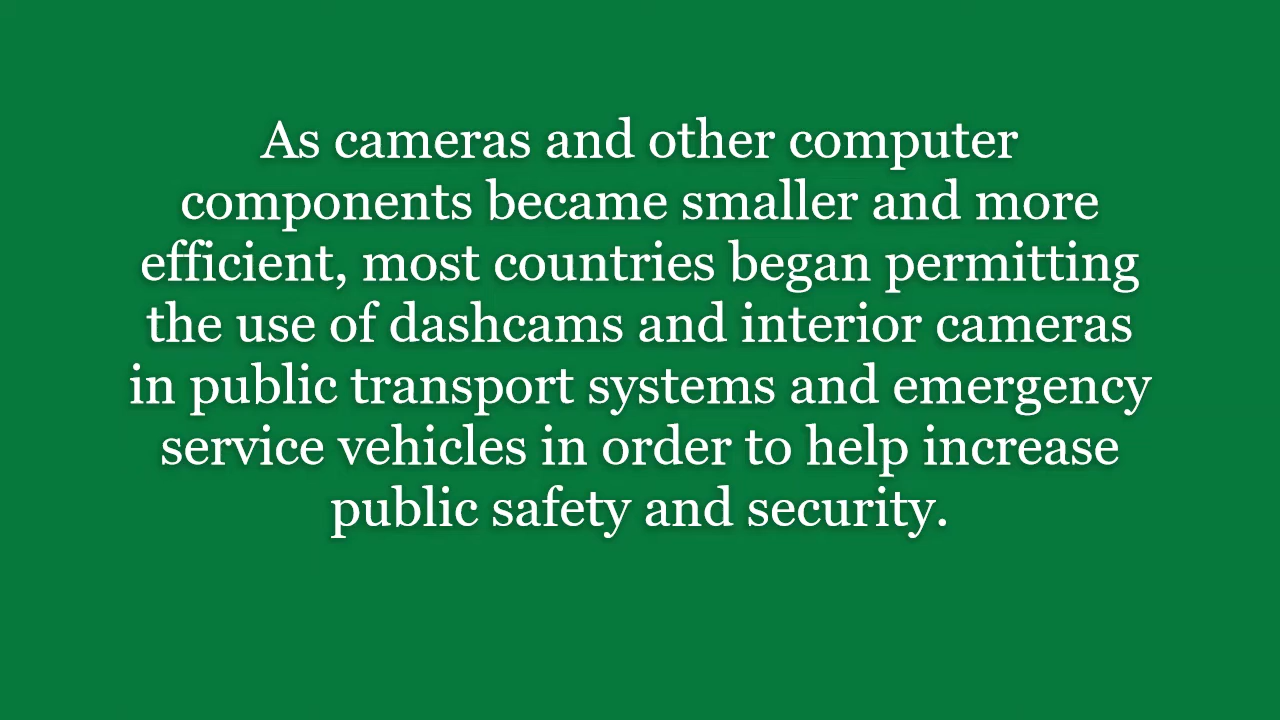 As cameras and other computer
components became smaller and more
efficient, most countries began permitting
the use of dashcams and interior cameras
in public transport systems and emergency
service vehicles in order to help increase
public safety and security.